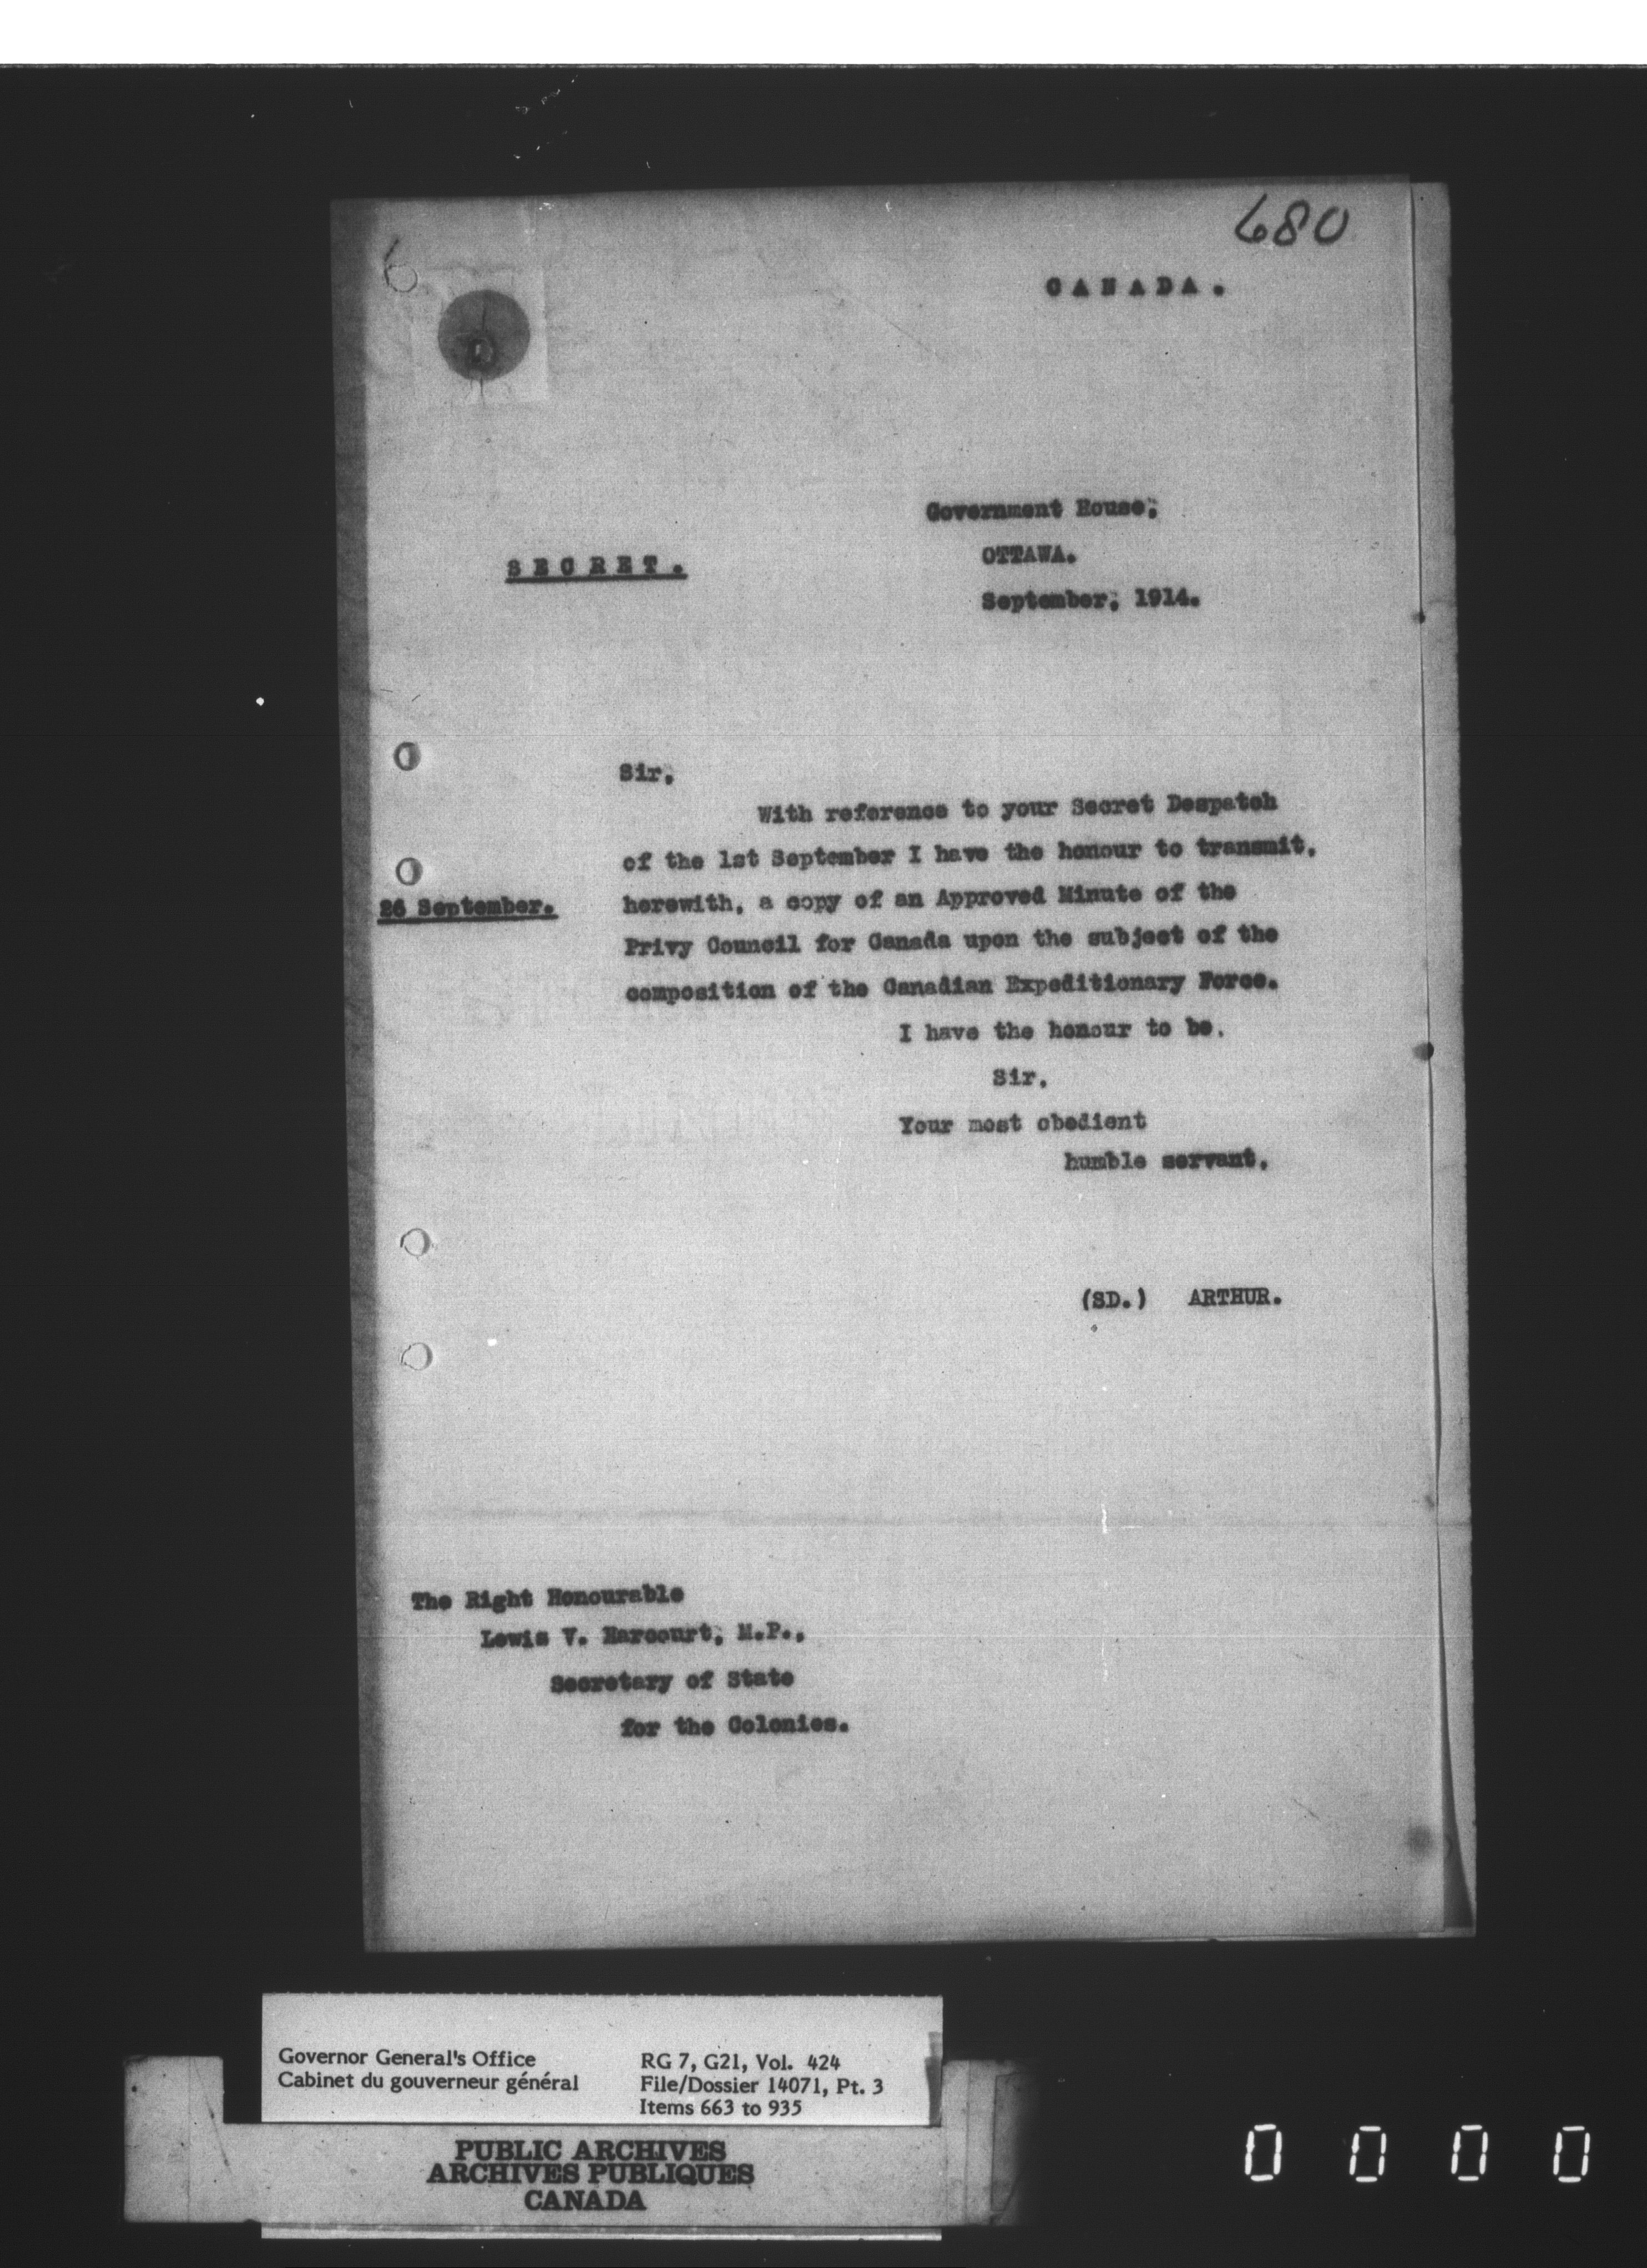 680
6
C A N A D A .
Government House,
OTTAWA.
S E C R E T .
September, 1914.
Sir,
With reference to your Secret Despatch
of the 1st September I have the honour to transmit,
26 September.
herewith, a copy of an Approved Minute of the
Privy Council for Canada upon the subject of the
composition of the Canadian Expeditionary Force.
I have the honour to be,
Sir,
Your most obedient
humble servant,
(SD.) ARTHUR.
The Right Honourable
Lewis V. Harcourt, M.P.,
Secretary of State
for the Colonies.
Governor General's Office
Cabinet du gouverneur général
RG 7, G21, Vol. 424
File/Dossier 14071, Pt. 3
Items 663 to 935
PUBLIC ARCHIVES
ARCHIVES PUBLIQUES
CANADA
0 0 0 0